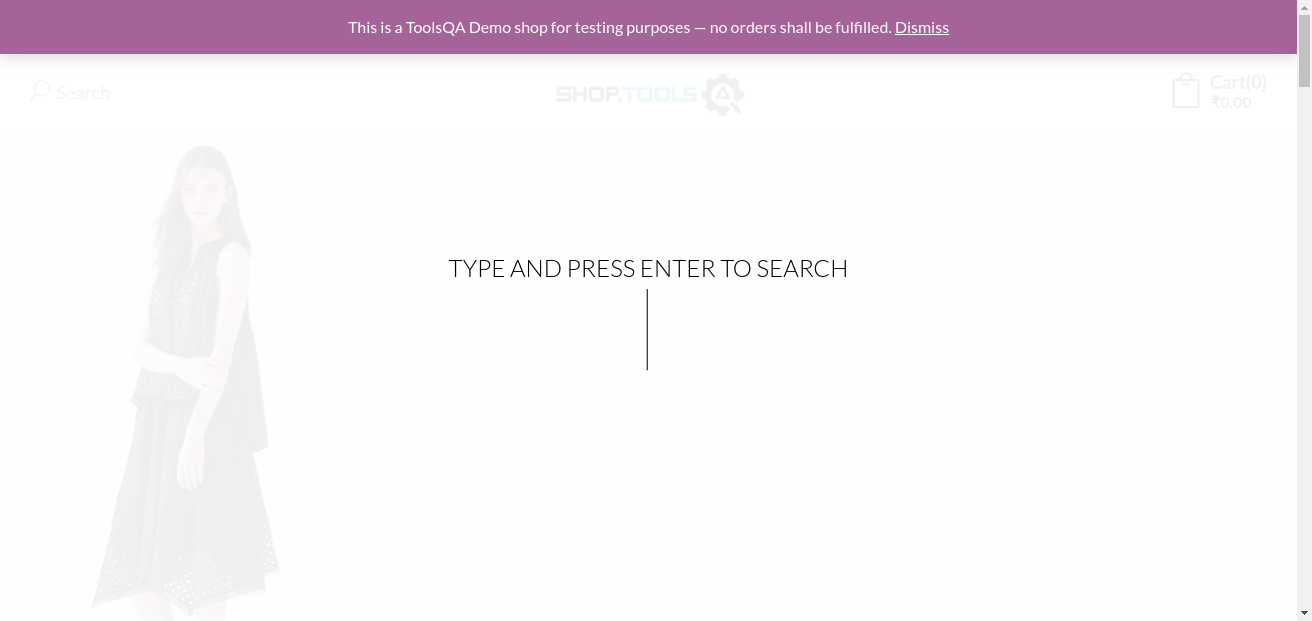 This is a ToolsQA Demo shop for testing purposes — no orders shall be fulfilled. Dismiss
Search
SHOP.TOOLS
Cart(0)
₹0.00
TYPE AND PRESS ENTER TO SEARCH